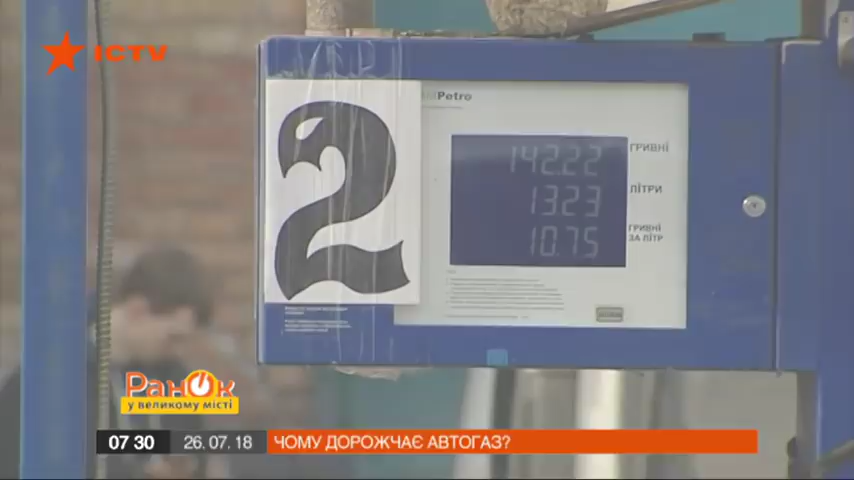 ICTV
2
Petro
142.22 ГРИВНІ
13.23 ЛІТРИ
10.75 ГРИВНІ
ЗА ЛІТР
Ранок
у великому місті
07 30 26. 07. 18 ЧОМУ ДОРОЖЧАЄ АВТОГАЗ?